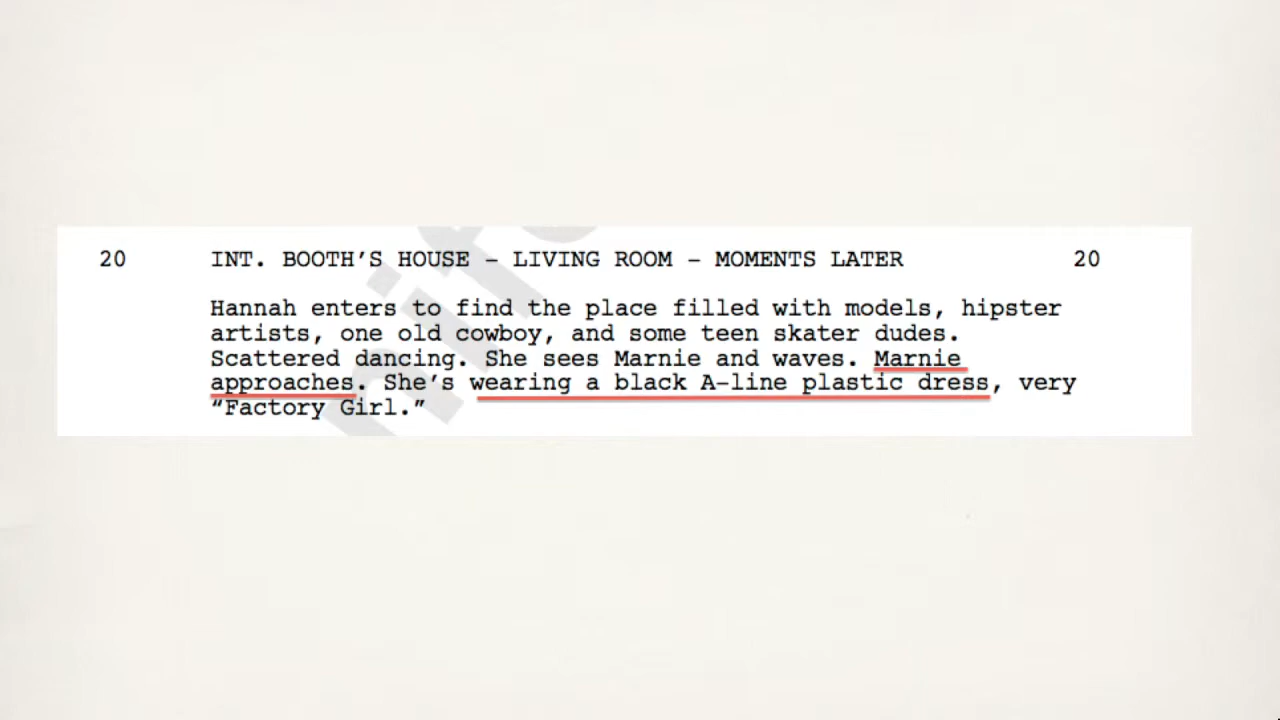 20 INT. BOOTH’S HOUSE – LIVING ROOM – MOMENTS LATER 20
Hannah enters to find the place filled with models, hipster
artists, one old cowboy, and some teen skater dudes.
Scattered dancing. She sees Marnie and waves. Marnie
approaches. She’s wearing a black A–line plastic dress, very
“Factory Girl.”